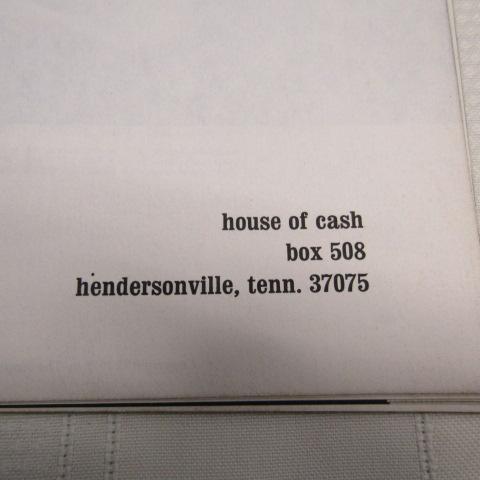 house of cash
box 508
hendersonville, tenn. 37075